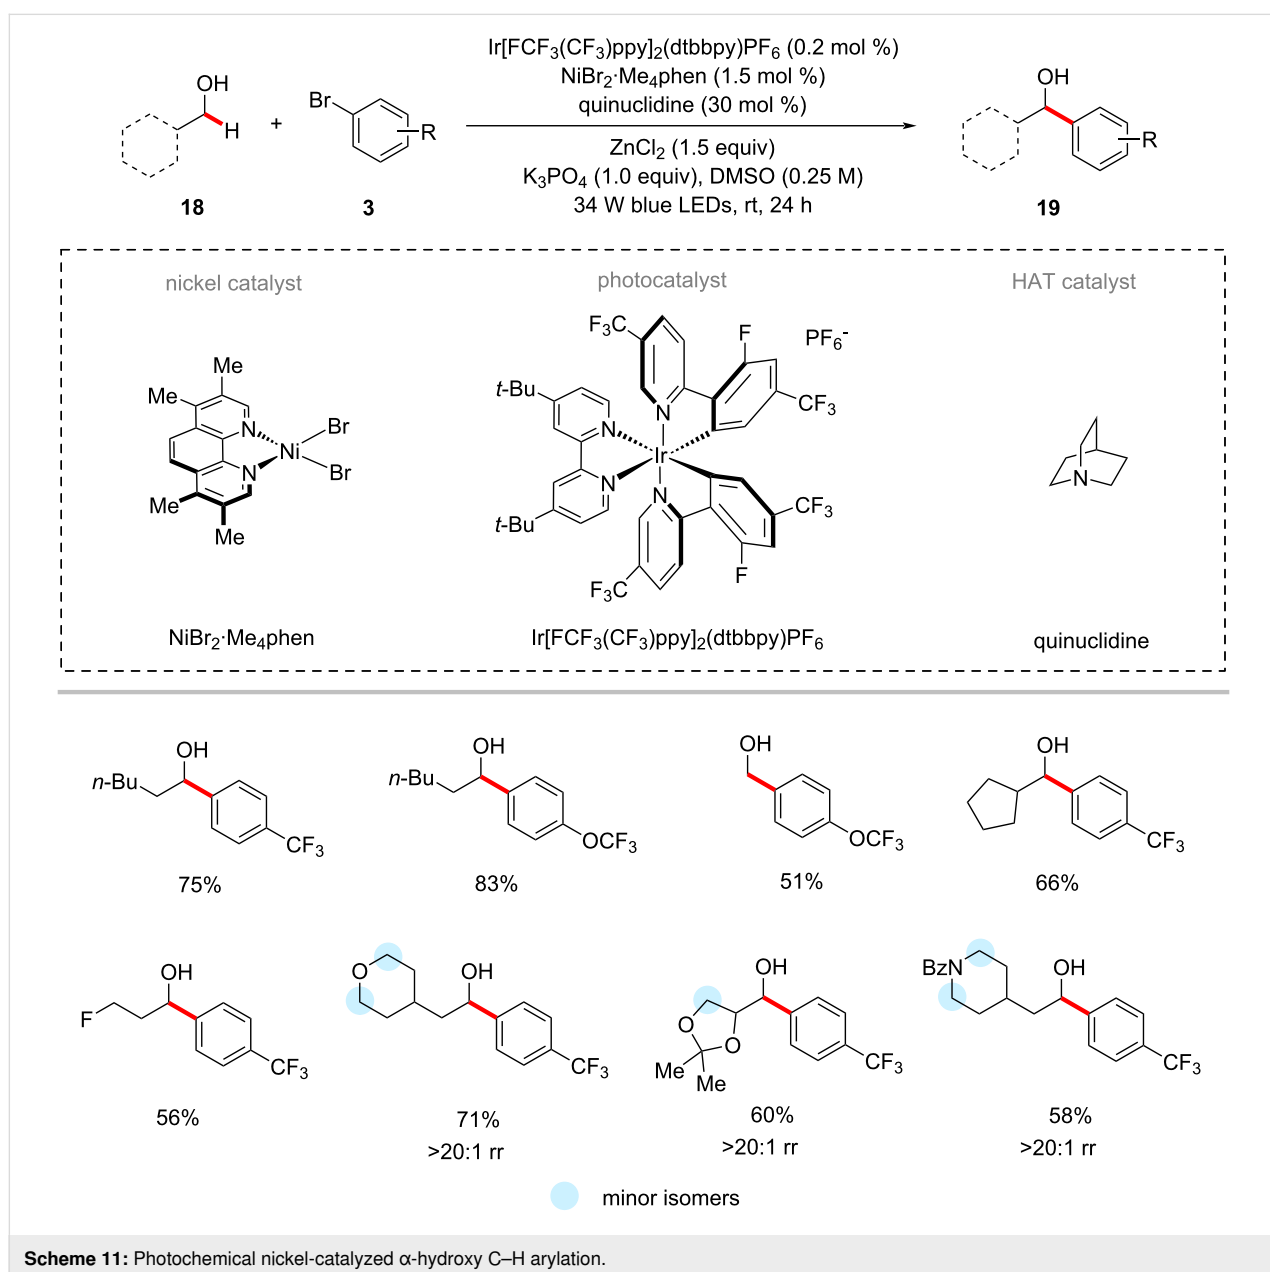 Ir[FCF3(CF3)ppy]2(dtbbpy)PF6 (0.2 mol %)
NiBr2·Me4phen (1.5 mol %)
quinuclidine (30 mol %)
OH
H
+
Br
R
ZnCl2 (1.5 equiv)
K3PO4 (1.0 equiv), DMSO (0.25 M)
34 W blue LEDs, rt, 24 h
OH
R
18
3
19
nickel catalyst
photocatalyst
HAT catalyst
Me
Me
N
N
Ni
Br
Br
Me
Me
F3C
F
PF6-
t-Bu
N
N
CF3
Ir
N
N
t-Bu
CF3
F3C
F
N
NiBr2·Me4phen
Ir[FCF3(CF3)ppy]2(dtbbpy)PF6
quinuclidine
OH
n-Bu
CF3
75%
OH
n-Bu
OCF3
83%
OH
OCF3
51%
OH
CF3
66%
OH
F
CF3
56%
O
OH
CF3
71%
>20:1 rr
OH
O
O
Me
Me
CF3
60%
>20:1 rr
BzN
OH
CF3
58%
>20:1 rr
minor isomers
Scheme 11: Photochemical nickel-catalyzed α-hydroxy C–H arylation.